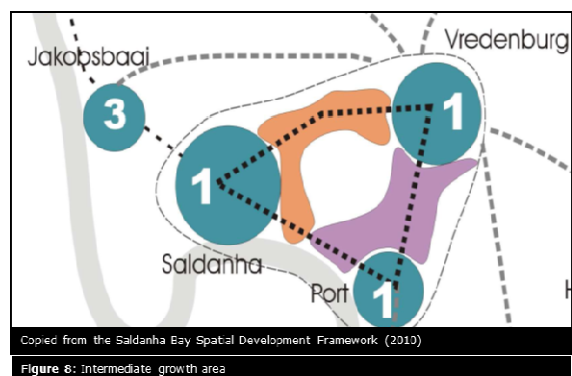 Vredenburg
Jakobsbaai
3
1
1
Saldanha
Port
1
H
Copied from the Saldanha Bay Spatial Development Framework (2010)
Figure 8: Intermediate growth area